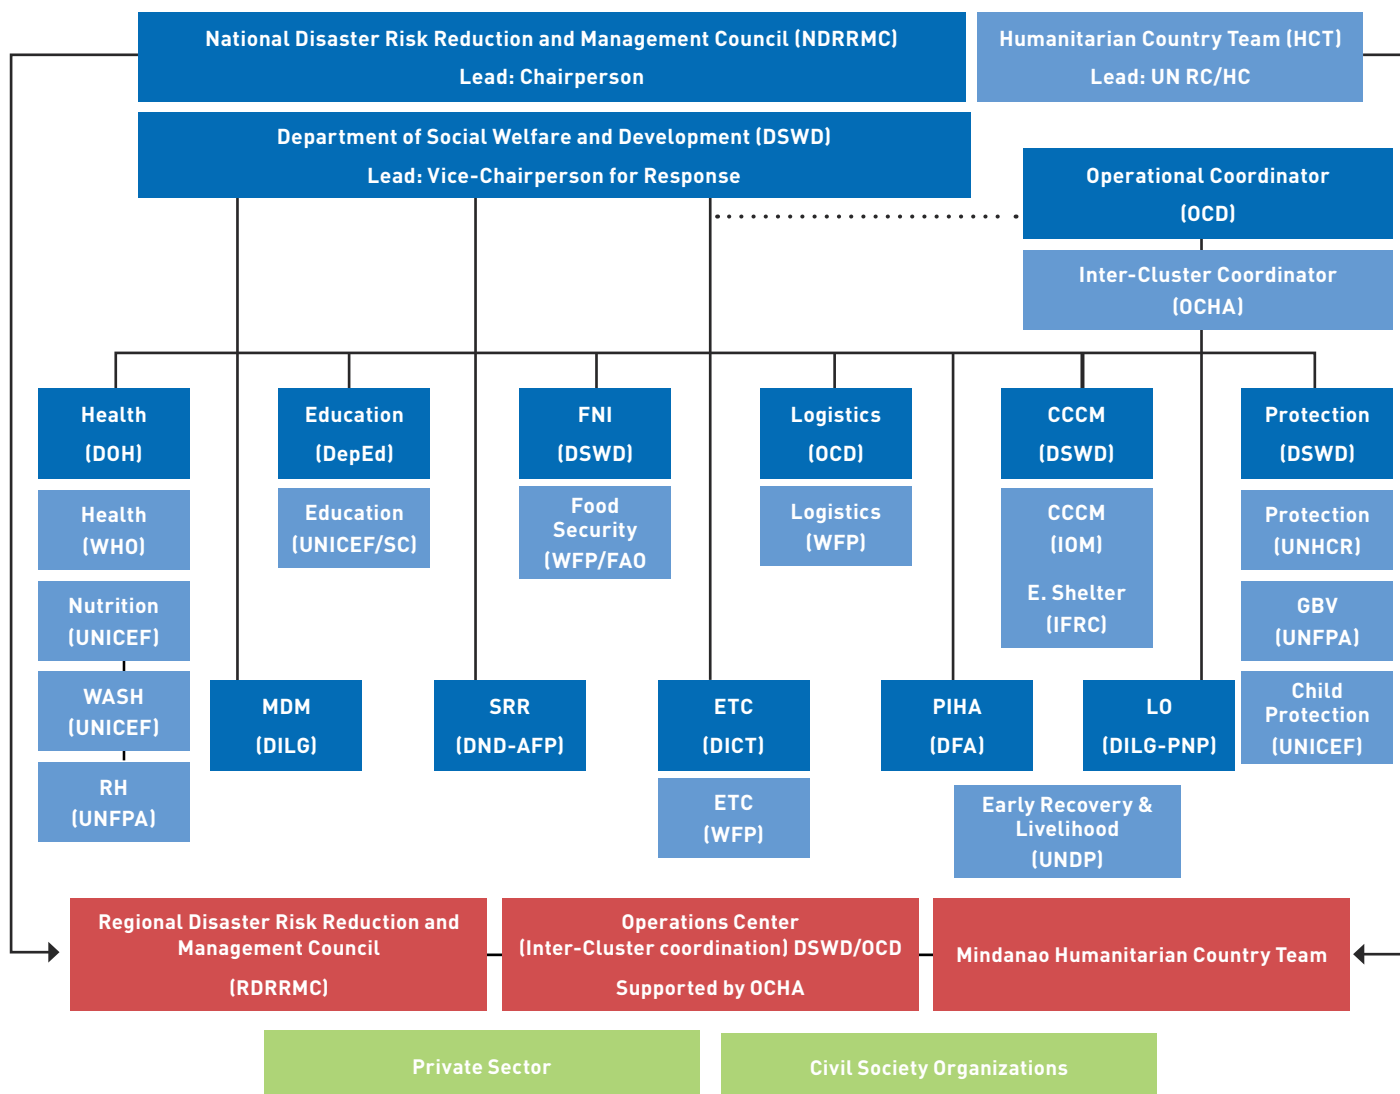 National Disaster Risk Reduction and Management Council (NDRRMC)
Lead: Chairperson
Humanitarian Country Team (HCT)
Lead: UN RC/HC
Department of Social Welfare and Development (DSWD)
Lead: Vice-Chairperson for Response
Operational Coordinator
(OCD)
Inter-Cluster Coordinator
(OCHA)
Health
(DOH)
Education
(DepEd)
FNI
(DSWD)
Logistics
(OCD)
CCCM
(DSWD)
Protection
(DSWD)
Health
(WHO)
Education
(UNICEF/SC)
Food
Security
(WFP/FAO
Logistics
(WFP)
CCCM
(IOM)
E. Shelter
(IFRC)
Protection
(UNHCR)
Nutrition
(UNICEF)
GBV
(UNFPA)
WASH
(UNICEF)
Child
Protection
(UNICEF)
RH
(UNFPA)
MDM
(DILG)
SRR
(DND-AFP)
ETC
(DICT)
PIHA
(DFA)
LO
(DILG-PNP)
ETC
(WFP)
Early Recovery &
Livelihood
(UNDP)
Regional Disaster Risk Reduction and
Management Council
(RDRRMC)
Operations Center
(Inter-Cluster coordination) DSWD/OCD
Supported by OCHA
Mindanao Humanitarian Country Team
Private Sector
Civil Society Organizations